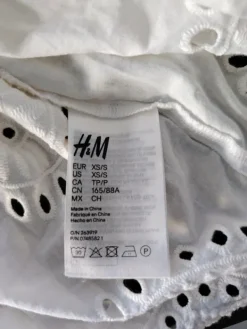 H&M
EUR XS/S
US XS/S
CA TP/P
CN 165/88A
MX CH
Made in China
Fabriqué en Chine
Hecho en China